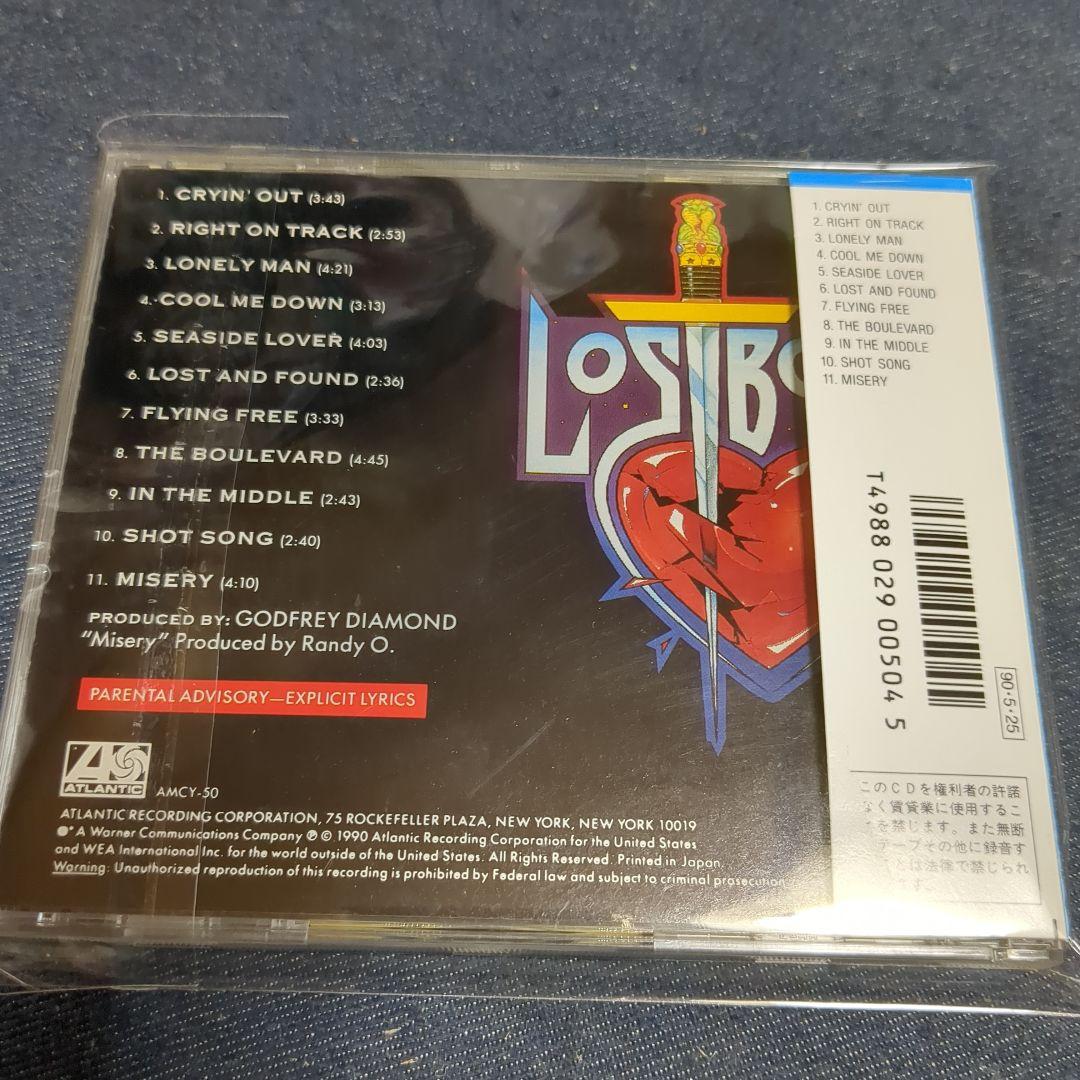 1. CRYIN' OUT (3:43)
2. RIGHT ON TRACK (2:53)
3. LONELY MAN (4:21)
4. COOL ME DOWN (3:13)
5. SEASIDE LOVER (4:03)
6. LOST AND FOUND (2:36)
7. FLYING FREE (3:33)
8. THE BOULEVARD (4:45)
9. IN THE MIDDLE (2:43)
10. SHOT SONG (2:40)
11. MISERY (4:10)
PRODUCED BY: GODFREY DIAMOND
"Misery" Produced by Randy O.
PARENTAL ADVISORY—EXPLICIT LYRICS
ATLANTIC
AMCY-50
ATLANTIC RECORDING CORPORATION, 75 ROCKEFELLER PLAZA, NEW YORK, NEW YORK 10019
A Warner Communications Company ℗ © 1990 Atlantic Recording Corporation for the United States
and WEA International Inc. for the world outside of the United States. All Rights Reserved. Printed in Japan.
Warning: Unauthorized reproduction of this recording is prohibited by Federal law and subject to criminal prosecution.
LOST BO
1. CRYIN' OUT
2. RIGHT ON TRACK
3. LONELY MAN
4. COOL ME DOWN
5. SEASIDE LOVER
6. LOST AND FOUND
7. FLYING FREE
8. THE BOULEVARD
9. IN THE MIDDLE
10. SHOT SONG
11. MISERY
T4988 029 00504 5
90・5・25
このCDを権利者の許諾
なく賃貸業に使用するこ
を禁じます。また無断
テープその他に録音す
とは法律で禁じられ
ます。